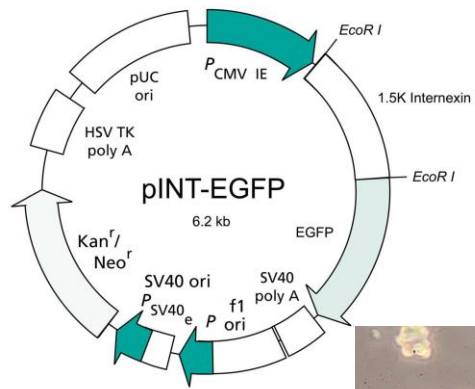 EcoR I
P CMV IE
pUC
ori
1.5K Internexin
HSV TK
poly A
pINT-EGFP
6.2 kb
EcoR I
EGFP
Kanr/
Neor
SV40 ori
P SV40 e
SV40
poly A
P
f1
ori